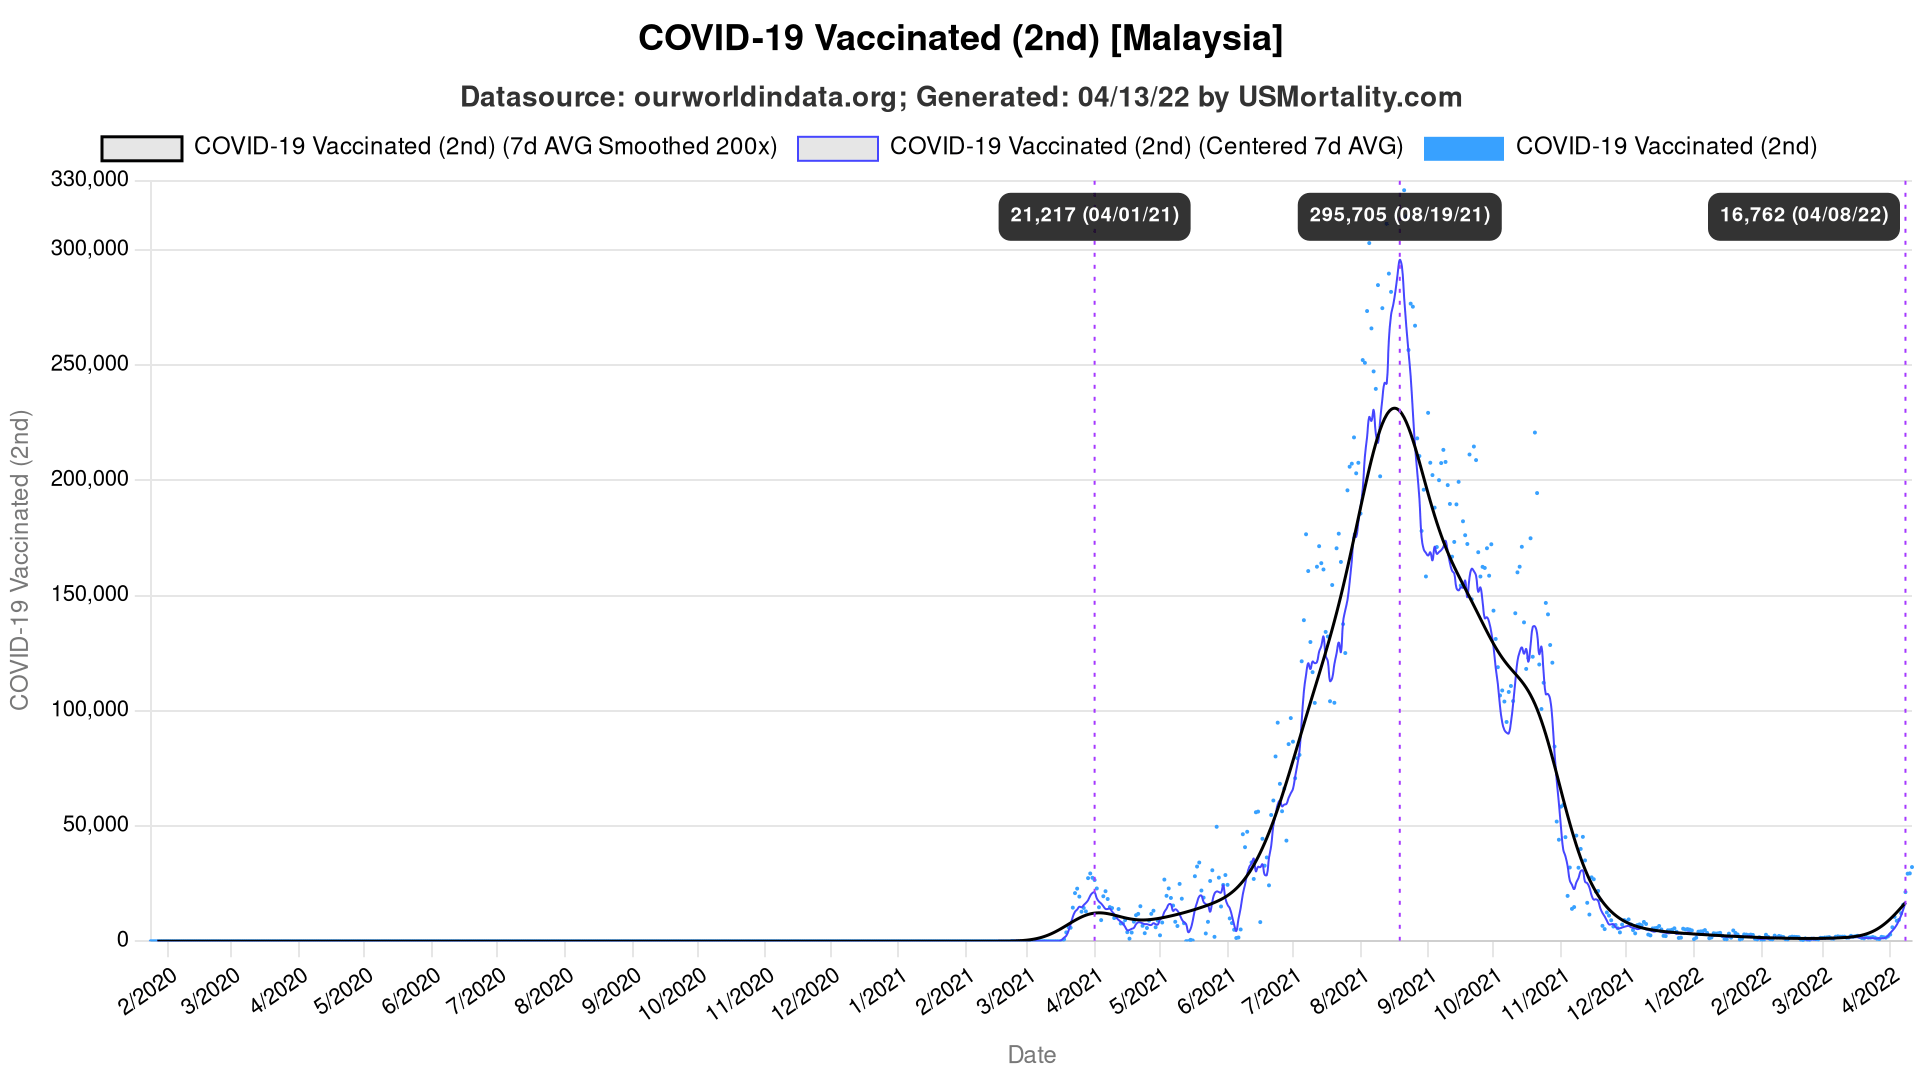 COVID-19 Vaccinated (2nd) [Malaysia]
Datasource: ourworldindata.org; Generated: 04/13/22 by USMortality.com
COVID-19 Vaccinated (2nd) (7d AVG Smoothed 200x) COVID-19 Vaccinated (2nd) (Centered 7d AVG) COVID-19 Vaccinated (2nd)
330,000
21,217 (04/01/21) 295,705 (08/19/21) 16,762 (04/08/22)
300,000
250,000
200,000
150,000
100,000
50,000
0
COVID-19 Vaccinated (2nd)
2/2020 3/2020 4/2020 5/2020 6/2020 7/2020 8/2020 9/2020 10/2020 11/2020 12/2020 1/2021 2/2021 3/2021 4/2021 5/2021 6/2021 7/2021 8/2021 9/2021 10/2021 11/2021 12/2021 1/2022 2/2022 3/2022 4/2022
Date